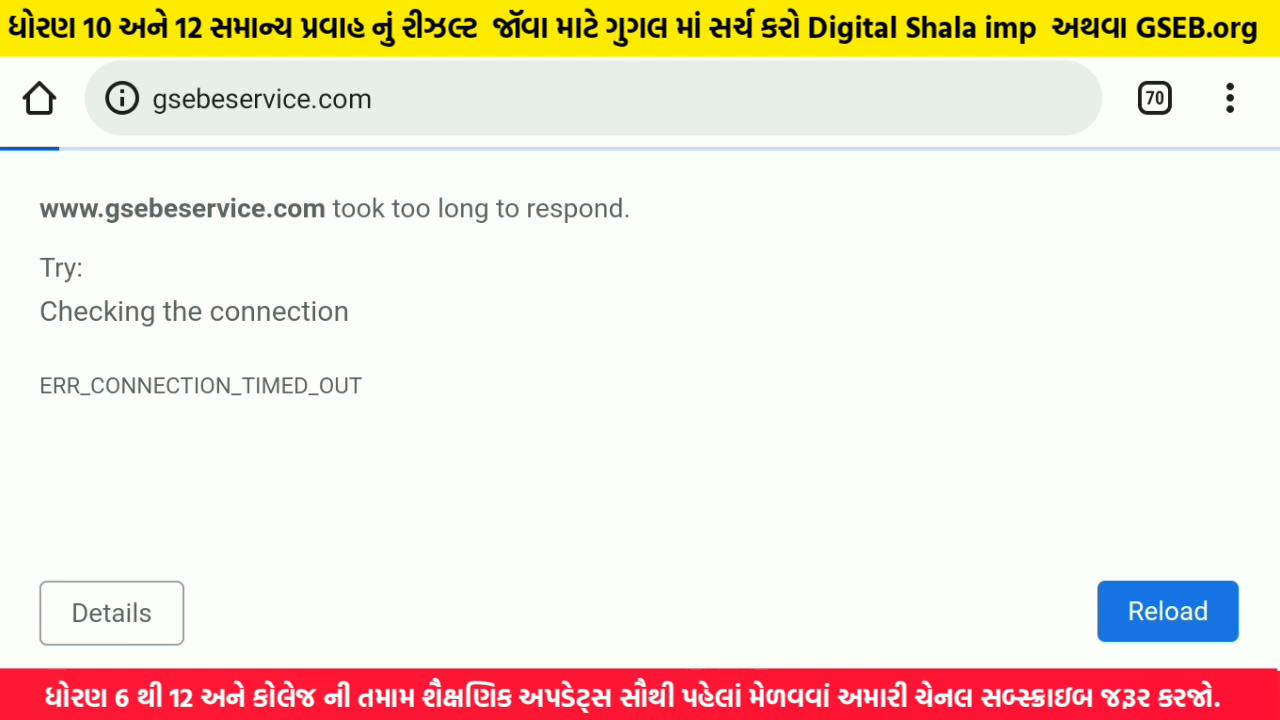 ધોરણ 10 અને 12 સમાન્ય પ્રવાહ નું રીઝલ્ટ જૉવા માટે ગુગલ માં સર્ચ કરો Digital Shala imp અથવા GSEB.org
gsebeservice.com 70
www.gsebeservice.com took too long to respond.
Try:
Checking the connection
ERR_CONNECTION_TIMED_OUT
Details Reload
ધોરણ 6 થી 12 અને કોલેજ ની તમામ શૈક્ષણિક અપડેટ્સ સૌથી પહેલાં મેળવવાં અમારી ચેનલ સબ્સ્ક્રાઇબ જરૂર કરજો.